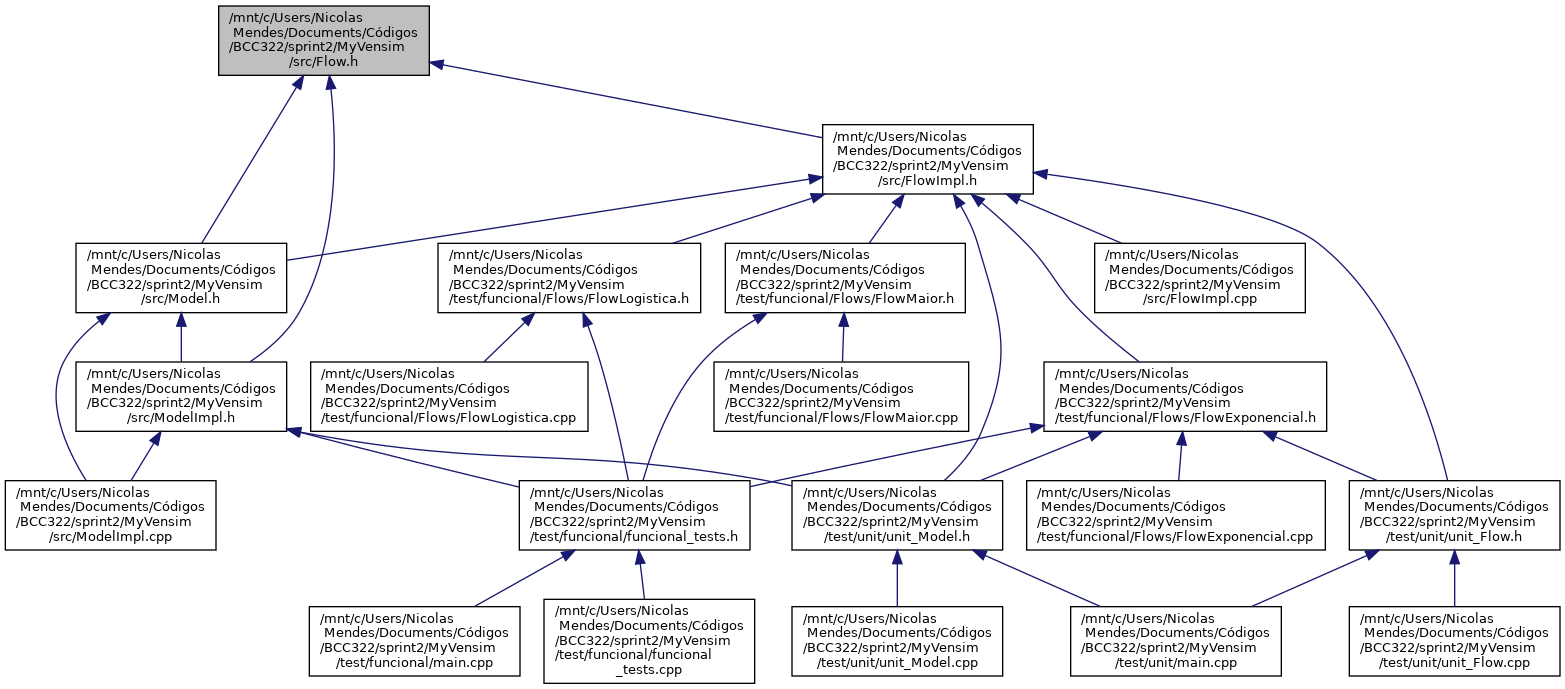 /mnt/c/Users/Nicolas
Mendes/Documents/Códigos
/BCC322/sprint2/MyVensim
/src/Flow.h
/mnt/c/Users/Nicolas
Mendes/Documents/Códigos
/BCC322/sprint2/MyVensim
/src/FlowImpl.h
/mnt/c/Users/Nicolas
Mendes/Documents/Códigos
/BCC322/sprint2/MyVensim
/src/Model.h
/mnt/c/Users/Nicolas
Mendes/Documents/Códigos
/BCC322/sprint2/MyVensim
/test/funcional/Flows/FlowLogistica.h
/mnt/c/Users/Nicolas
Mendes/Documents/Códigos
/BCC322/sprint2/MyVensim
/test/funcional/Flows/FlowMaior.h
/mnt/c/Users/Nicolas
Mendes/Documents/Códigos
/BCC322/sprint2/MyVensim
/src/FlowImpl.cpp
/mnt/c/Users/Nicolas
Mendes/Documents/Códigos
/BCC322/sprint2/MyVensim
/src/ModelImpl.h
/mnt/c/Users/Nicolas
Mendes/Documents/Códigos
/BCC322/sprint2/MyVensim
/test/funcional/Flows/FlowLogistica.cpp
/mnt/c/Users/Nicolas
Mendes/Documents/Códigos
/BCC322/sprint2/MyVensim
/test/funcional/Flows/FlowMaior.cpp
/mnt/c/Users/Nicolas
Mendes/Documents/Códigos
/BCC322/sprint2/MyVensim
/test/funcional/Flows/FlowExponencial.h
/mnt/c/Users/Nicolas
Mendes/Documents/Códigos
/BCC322/sprint2/MyVensim
/src/ModelImpl.cpp
/mnt/c/Users/Nicolas
Mendes/Documents/Códigos
/BCC322/sprint2/MyVensim
/test/funcional/funcional_tests.h
/mnt/c/Users/Nicolas
Mendes/Documents/Códigos
/BCC322/sprint2/MyVensim
/test/unit/unit_Model.h
/mnt/c/Users/Nicolas
Mendes/Documents/Códigos
/BCC322/sprint2/MyVensim
/test/funcional/Flows/FlowExponencial.cpp
/mnt/c/Users/Nicolas
Mendes/Documents/Códigos
/BCC322/sprint2/MyVensim
/test/unit/unit_Flow.h
/mnt/c/Users/Nicolas
Mendes/Documents/Códigos
/BCC322/sprint2/MyVensim
/test/funcional/main.cpp
/mnt/c/Users/Nicolas
Mendes/Documents/Códigos
/BCC322/sprint2/MyVensim
/test/funcional/funcional
_tests.cpp
/mnt/c/Users/Nicolas
Mendes/Documents/Códigos
/BCC322/sprint2/MyVensim
/test/unit/unit_Model.cpp
/mnt/c/Users/Nicolas
Mendes/Documents/Códigos
/BCC322/sprint2/MyVensim
/test/unit/main.cpp
/mnt/c/Users/Nicolas
Mendes/Documents/Códigos
/BCC322/sprint2/MyVensim
/test/unit/unit_Flow.cpp